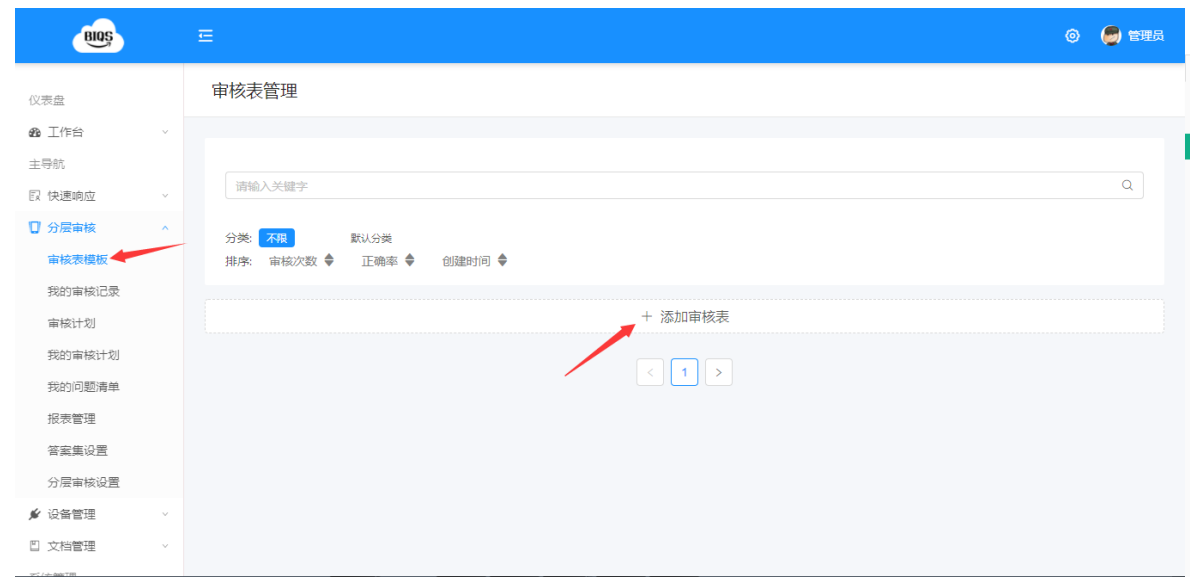 BIQS
管理员
仪表盘
工作台
主导航
快速响应
分层审核
审核表模板
我的审核记录
审核计划
我的审核计划
我的问题清单
报表管理
答案集设置
分层审核设置
设备管理
文档管理
系统管理
审核表管理
请输入关键字
分类: 不限 默认分类
排序: 审核次数 正确率 创建时间
+ 添加审核表
< 1 >